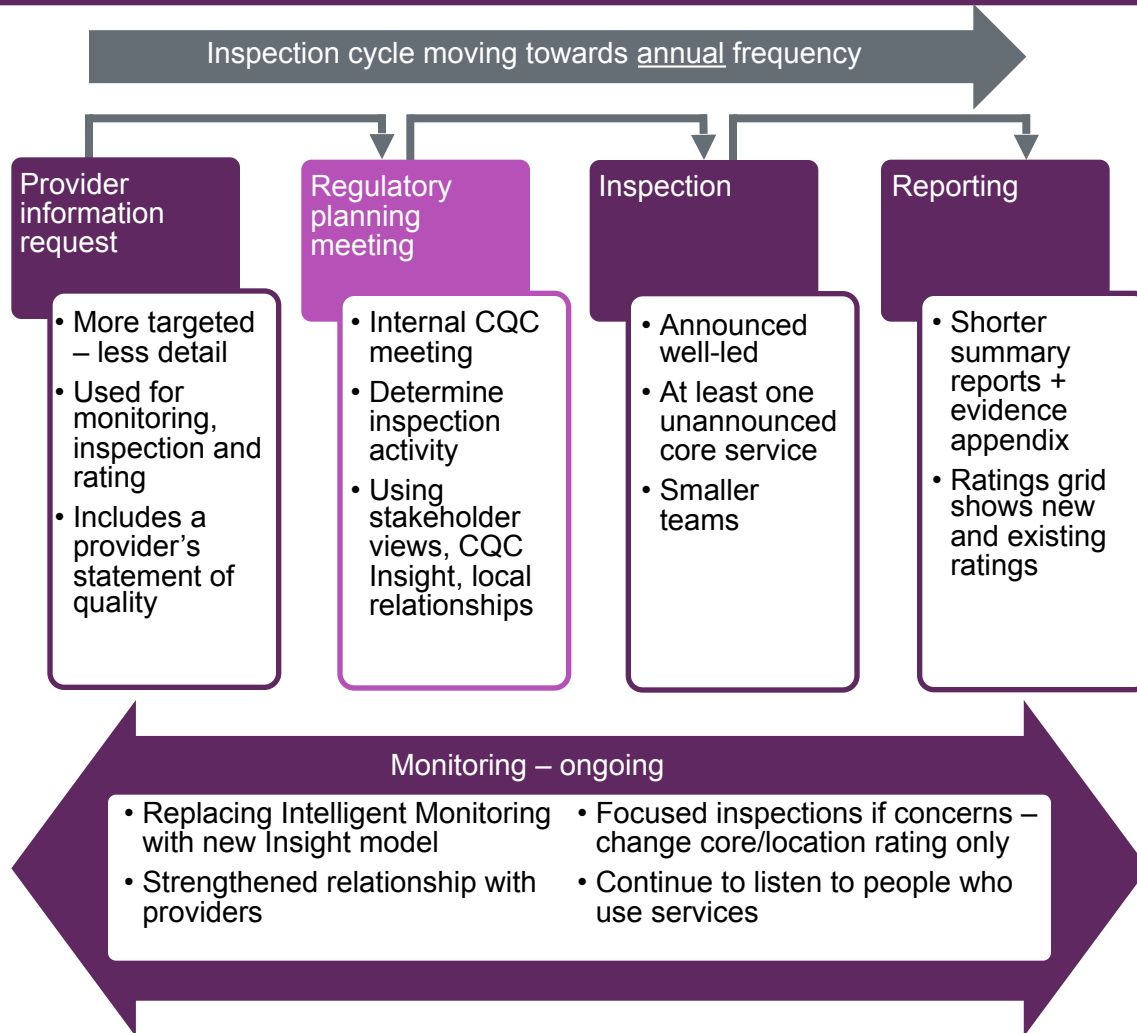 Inspection cycle moving towards annual frequency
Provider
information
request
• More targeted
– less detail
• Used for
monitoring,
inspection and
rating
• Includes a
provider’s
statement of
quality
Regulatory
planning
meeting
• Internal CQC
meeting
• Determine
inspection
activity
• Using
stakeholder
views, CQC
Insight, local
relationships
Inspection
• Announced
well-led
• At least one
unannounced
core service
• Smaller
teams
Reporting
• Shorter
summary
reports +
evidence
appendix
• Ratings grid
shows new
and existing
ratings
Monitoring – ongoing
• Replacing Intelligent Monitoring
with new Insight model
• Strengthened relationship with
providers
• Focused inspections if concerns –
change core/location rating only
• Continue to listen to people who
use services